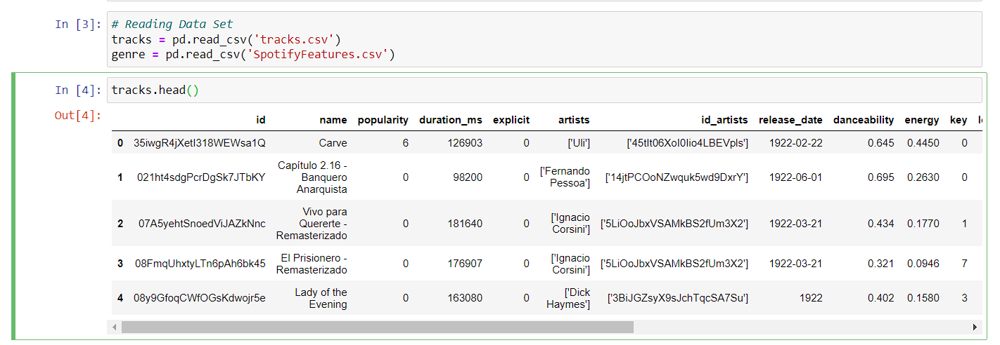 In [3]: # Reading Data Set
tracks = pd.read_csv('tracks.csv')
genre = pd.read_csv('SpotifyFeatures.csv')
In [4]: tracks.head()
Out[4]:
id name popularity duration_ms explicit artists id_artists release_date danceability energy key
0 35iwgR4jXetI318WEWsa1Q Carve 6 126903 0 ['Uli'] ['45tIt06XoI0Iio4LBEVpls'] 1922-02-22 0.645 0.4450 0
1 021ht4sdgPcrDgSk7JTbKY Capítulo 2.16 - Banquero Anarquista 0 98200 0 ['Fernando Pessoa'] ['14jtPCOoNZwquk5wd9DxrY'] 1922-06-01 0.695 0.2630 0
2 07A5yehtSnoedViJAZkNnc Vivo para Quererte - Remasterizado 0 181640 0 ['Ignacio Corsini'] ['5LiOoJbxVSAMkBS2fUm3X2'] 1922-03-21 0.434 0.1770 1
3 08FmqUhxtyLTn6pAh6bk45 El Prisionero - Remasterizado 0 176907 0 ['Ignacio Corsini'] ['5LiOoJbxVSAMkBS2fUm3X2'] 1922-03-21 0.321 0.0946 7
4 08y9GfoqCWfOGsKdwojr5e Lady of the Evening 0 163080 0 ['Dick Haymes'] ['3BiJGZsyX9sJchTqcSA7Su'] 1922 0.402 0.1580 3